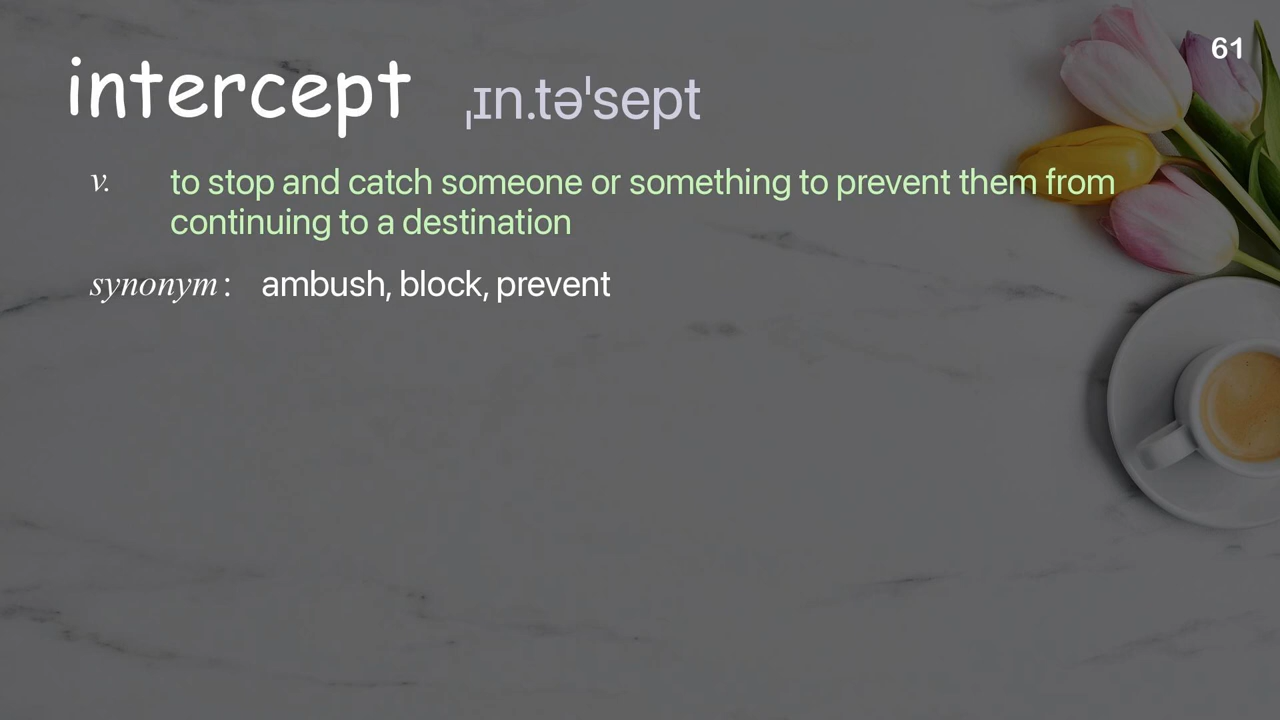 61
intercept ˌɪn.təˈsept
v. to stop and catch someone or something to prevent them from
continuing to a destination
synonym: ambush, block, prevent